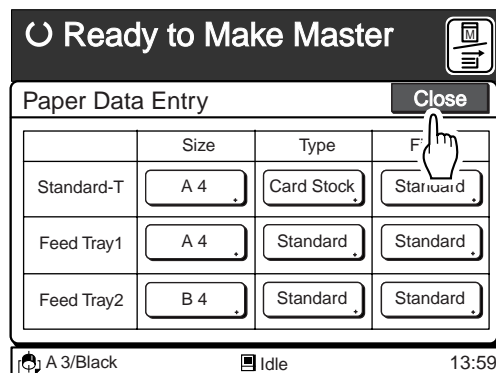 Ready to Make Master
M
Paper Data Entry Close
Size Type
Standard-T A 4 Card Stock Standard
Feed Tray1 A 4 Standard Standard
Feed Tray2 B 4 Standard Standard
A 3/Black Idle 13:59